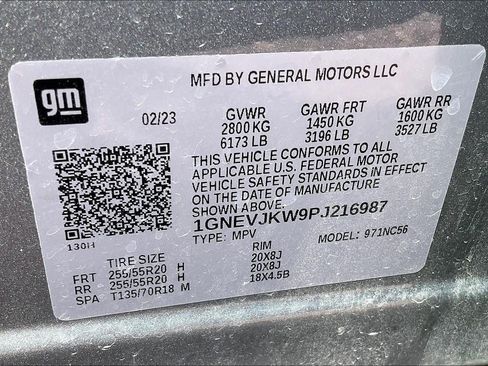 gm
MFD BY GENERAL MOTORS LLC
02/23 GVWR GAWR FRT GAWR RR
2800 KG 1450 KG 1600 KG
6173 LB 3196 LB 3527 LB
THIS VEHICLE CONFORMS TO ALL
APPLICABLE U.S. FEDERAL MOTOR
VEHICLE SAFETY STANDARDS IN EFFECT
ON THE DATE OF MANUFACTURE
1GNEVJKW9PJ216987
130H TYPE: MPV MODEL: 971NC56
TIRE SIZE RIM
FRT 255/55R20 H 20X8J
RR 255/55R20 H 20X8J
SPA T135/70R18 M 18X4.5B